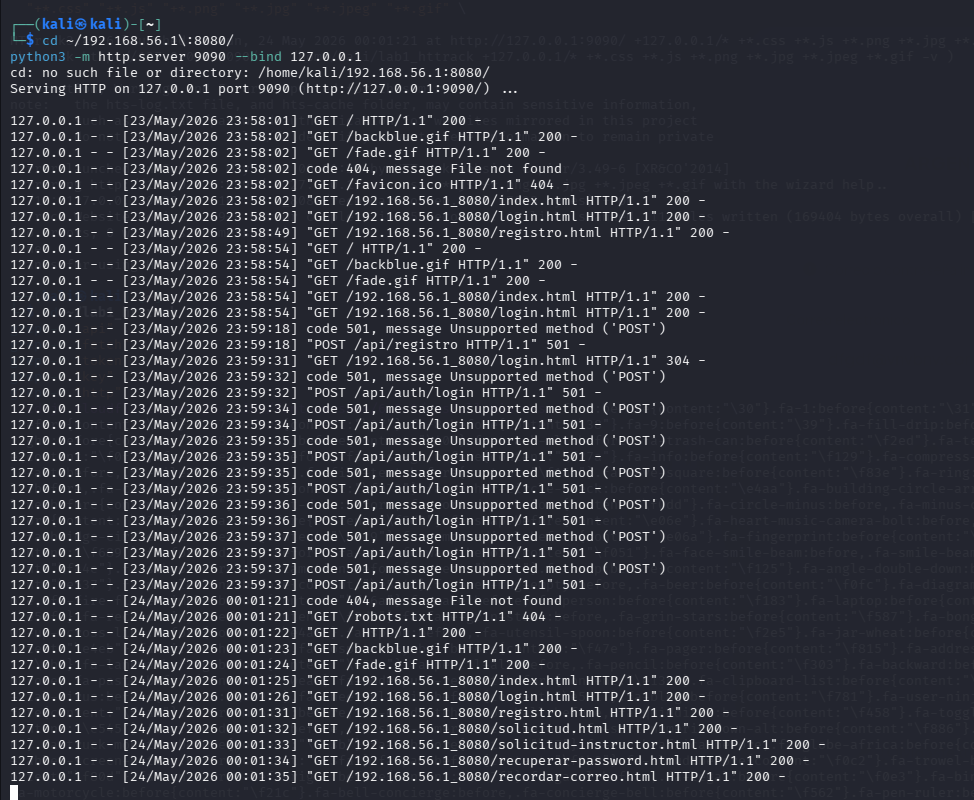 ┌──(kali㉿kali)-[~]
└─$ cd ~/192.168.56.1\:8080/
python3 -m http.server 9090 --bind 127.0.0.1
cd: no such file or directory: /home/kali/192.168.56.1:8080/
Serving HTTP on 127.0.0.1 port 9090 (http://127.0.0.1:9090/) ...
127.0.0.1 - - [23/May/2026 23:58:01] "GET / HTTP/1.1" 200 -
127.0.0.1 - - [23/May/2026 23:58:02] "GET /backblue.gif HTTP/1.1" 200 -
127.0.0.1 - - [23/May/2026 23:58:02] "GET /fade.gif HTTP/1.1" 200 -
127.0.0.1 - - [23/May/2026 23:58:02] code 404, message File not found
127.0.0.1 - - [23/May/2026 23:58:02] "GET /favicon.ico HTTP/1.1" 404 -
127.0.0.1 - - [23/May/2026 23:58:02] "GET /192.168.56.1_8080/index.html HTTP/1.1" 200 -
127.0.0.1 - - [23/May/2026 23:58:02] "GET /192.168.56.1_8080/login.html HTTP/1.1" 200 -
127.0.0.1 - - [23/May/2026 23:58:49] "GET /192.168.56.1_8080/registro.html HTTP/1.1" 200 -
127.0.0.1 - - [23/May/2026 23:58:54] "GET / HTTP/1.1" 200 -
127.0.0.1 - - [23/May/2026 23:58:54] "GET /backblue.gif HTTP/1.1" 200 -
127.0.0.1 - - [23/May/2026 23:58:54] "GET /fade.gif HTTP/1.1" 200 -
127.0.0.1 - - [23/May/2026 23:58:54] "GET /192.168.56.1_8080/index.html HTTP/1.1" 200 -
127.0.0.1 - - [23/May/2026 23:58:54] "GET /192.168.56.1_8080/login.html HTTP/1.1" 200 -
127.0.0.1 - - [23/May/2026 23:59:18] code 501, message Unsupported method ('POST')
127.0.0.1 - - [23/May/2026 23:59:18] "POST /api/registro HTTP/1.1" 501 -
127.0.0.1 - - [23/May/2026 23:59:31] "GET /192.168.56.1_8080/login.html HTTP/1.1" 304 -
127.0.0.1 - - [23/May/2026 23:59:32] code 501, message Unsupported method ('POST')
127.0.0.1 - - [23/May/2026 23:59:32] "POST /api/auth/login HTTP/1.1" 501 -
127.0.0.1 - - [23/May/2026 23:59:34] code 501, message Unsupported method ('POST')
127.0.0.1 - - [23/May/2026 23:59:34] "POST /api/auth/login HTTP/1.1" 501 -
127.0.0.1 - - [23/May/2026 23:59:35] code 501, message Unsupported method ('POST')
127.0.0.1 - - [23/May/2026 23:59:35] "POST /api/auth/login HTTP/1.1" 501 -
127.0.0.1 - - [23/May/2026 23:59:35] code 501, message Unsupported method ('POST')
127.0.0.1 - - [23/May/2026 23:59:35] "POST /api/auth/login HTTP/1.1" 501 -
127.0.0.1 - - [23/May/2026 23:59:36] code 501, message Unsupported method ('POST')
127.0.0.1 - - [23/May/2026 23:59:36] "POST /api/auth/login HTTP/1.1" 501 -
127.0.0.1 - - [23/May/2026 23:59:37] code 501, message Unsupported method ('POST')
127.0.0.1 - - [23/May/2026 23:59:37] "POST /api/auth/login HTTP/1.1" 501 -
127.0.0.1 - - [23/May/2026 23:59:37] code 501, message Unsupported method ('POST')
127.0.0.1 - - [23/May/2026 23:59:37] "POST /api/auth/login HTTP/1.1" 501 -
127.0.0.1 - - [24/May/2026 00:01:21] code 404, message File not found
127.0.0.1 - - [24/May/2026 00:01:21] "GET /robots.txt HTTP/1.1" 404 -
127.0.0.1 - - [24/May/2026 00:01:22] "GET / HTTP/1.1" 200 -
127.0.0.1 - - [24/May/2026 00:01:23] "GET /backblue.gif HTTP/1.1" 200 -
127.0.0.1 - - [24/May/2026 00:01:24] "GET /fade.gif HTTP/1.1" 200 -
127.0.0.1 - - [24/May/2026 00:01:25] "GET /192.168.56.1_8080/index.html HTTP/1.1" 200 -
127.0.0.1 - - [24/May/2026 00:01:26] "GET /192.168.56.1_8080/login.html HTTP/1.1" 200 -
127.0.0.1 - - [24/May/2026 00:01:31] "GET /192.168.56.1_8080/registro.html HTTP/1.1" 200 -
127.0.0.1 - - [24/May/2026 00:01:32] "GET /192.168.56.1_8080/solicitud.html HTTP/1.1" 200 -
127.0.0.1 - - [24/May/2026 00:01:33] "GET /192.168.56.1_8080/solicitud-instructor.html HTTP/1.1" 200 -
127.0.0.1 - - [24/May/2026 00:01:34] "GET /192.168.56.1_8080/recuperar-password.html HTTP/1.1" 200 -
127.0.0.1 - - [24/May/2026 00:01:35] "GET /192.168.56.1_8080/recordar-correo.html HTTP/1.1" 200 -